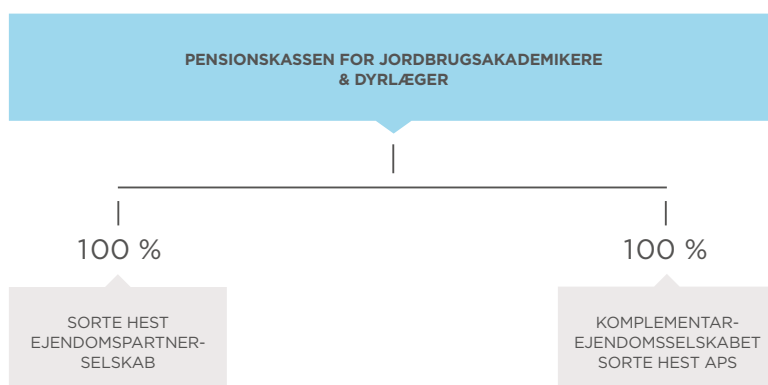 PENSIONSKASSEN FOR JORDBRUGSAKADEMIKERE
& DYRLÆGER
100 %
100 %
SORTE HEST
EJENDOMSPARTNER-
SELSKAB
KOMPLEMENTAR-
EJENDOMSSELSKABET
SORTE HEST APS